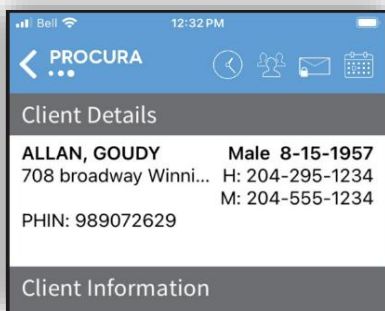 Bell 12:32 PM
PROCURA
Client Details
ALLAN, GOUDY Male 8-15-1957
708 broadway Winni... H: 204-295-1234
M: 204-555-1234
PHIN: 989072629
Client Information